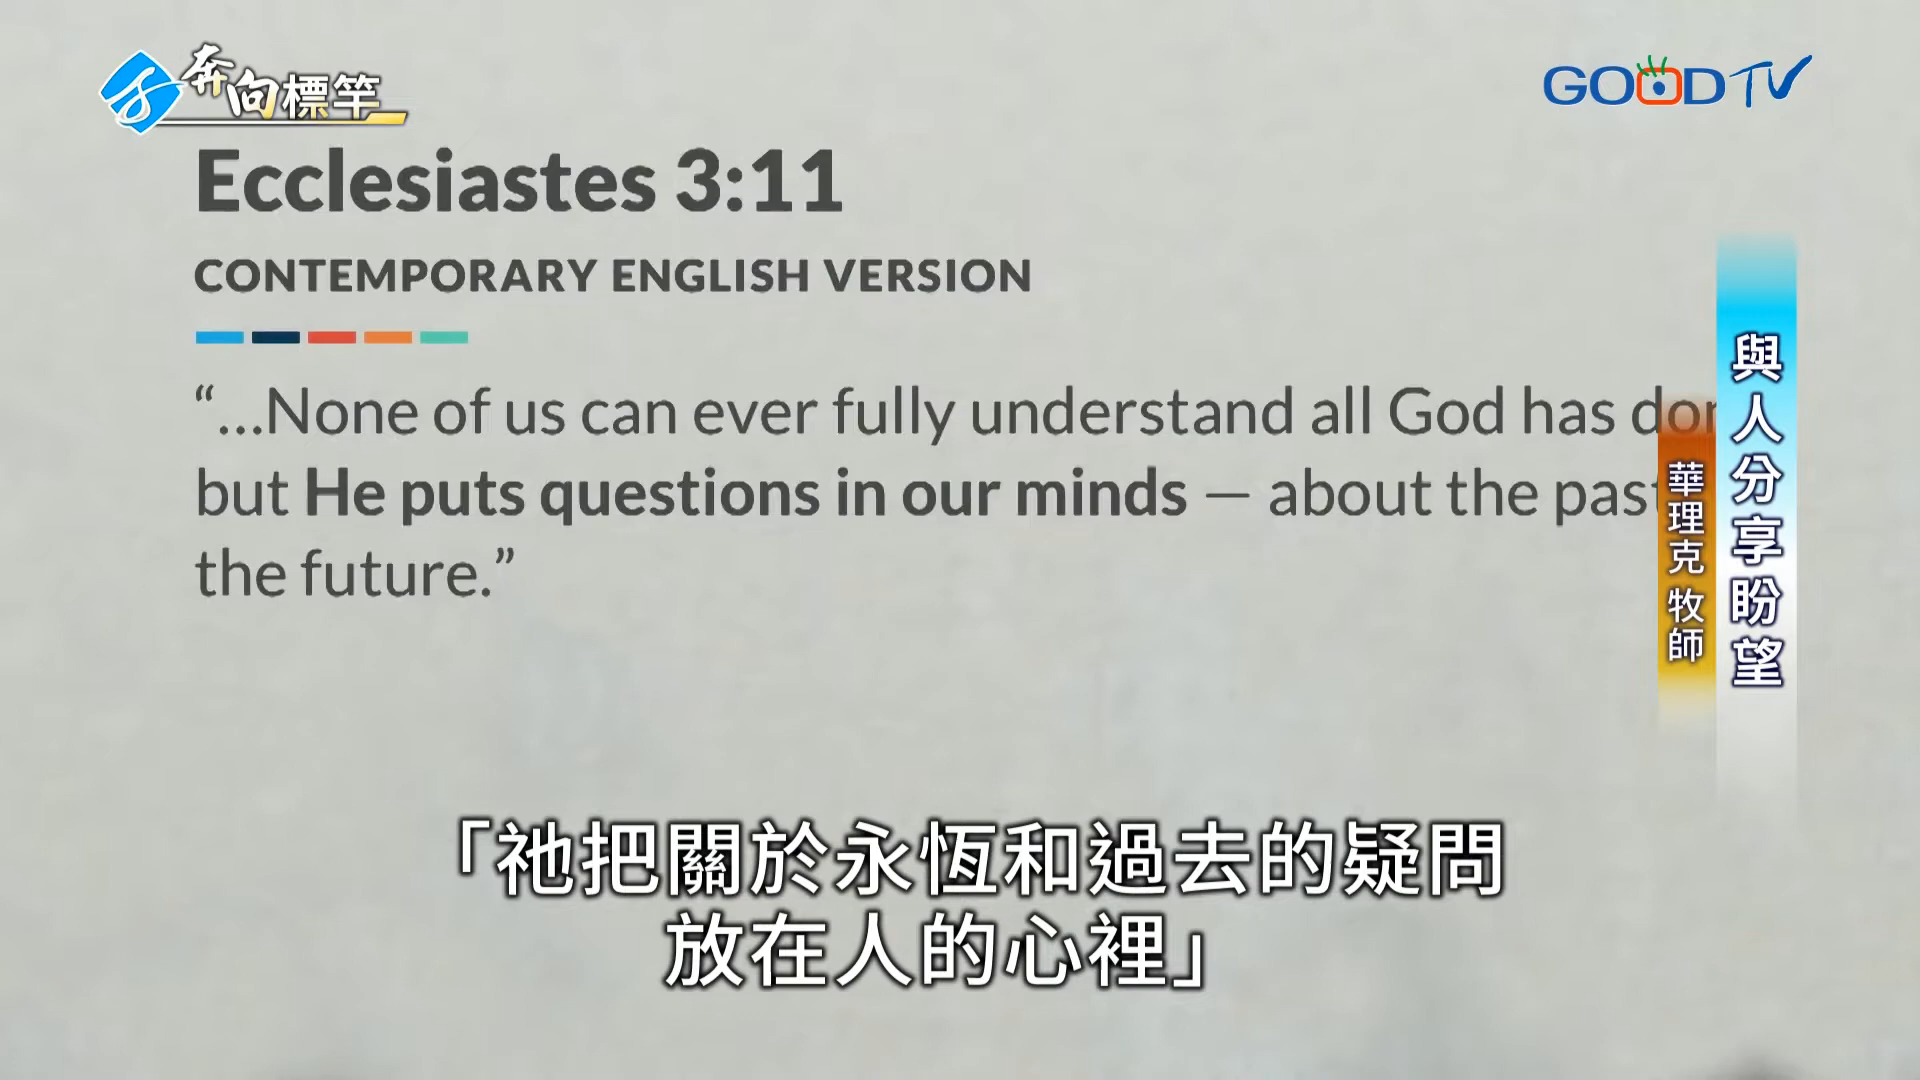 奔向標竿
GOODTV
Ecclesiastes 3:11
CONTEMPORARY ENGLISH VERSION
“...None of us can ever fully understand all God has
but He puts questions in our minds — about the past
the future.”
與人分享盼望
華理克 牧師
「祂把關於永恆和過去的疑問
放在人的心裡」